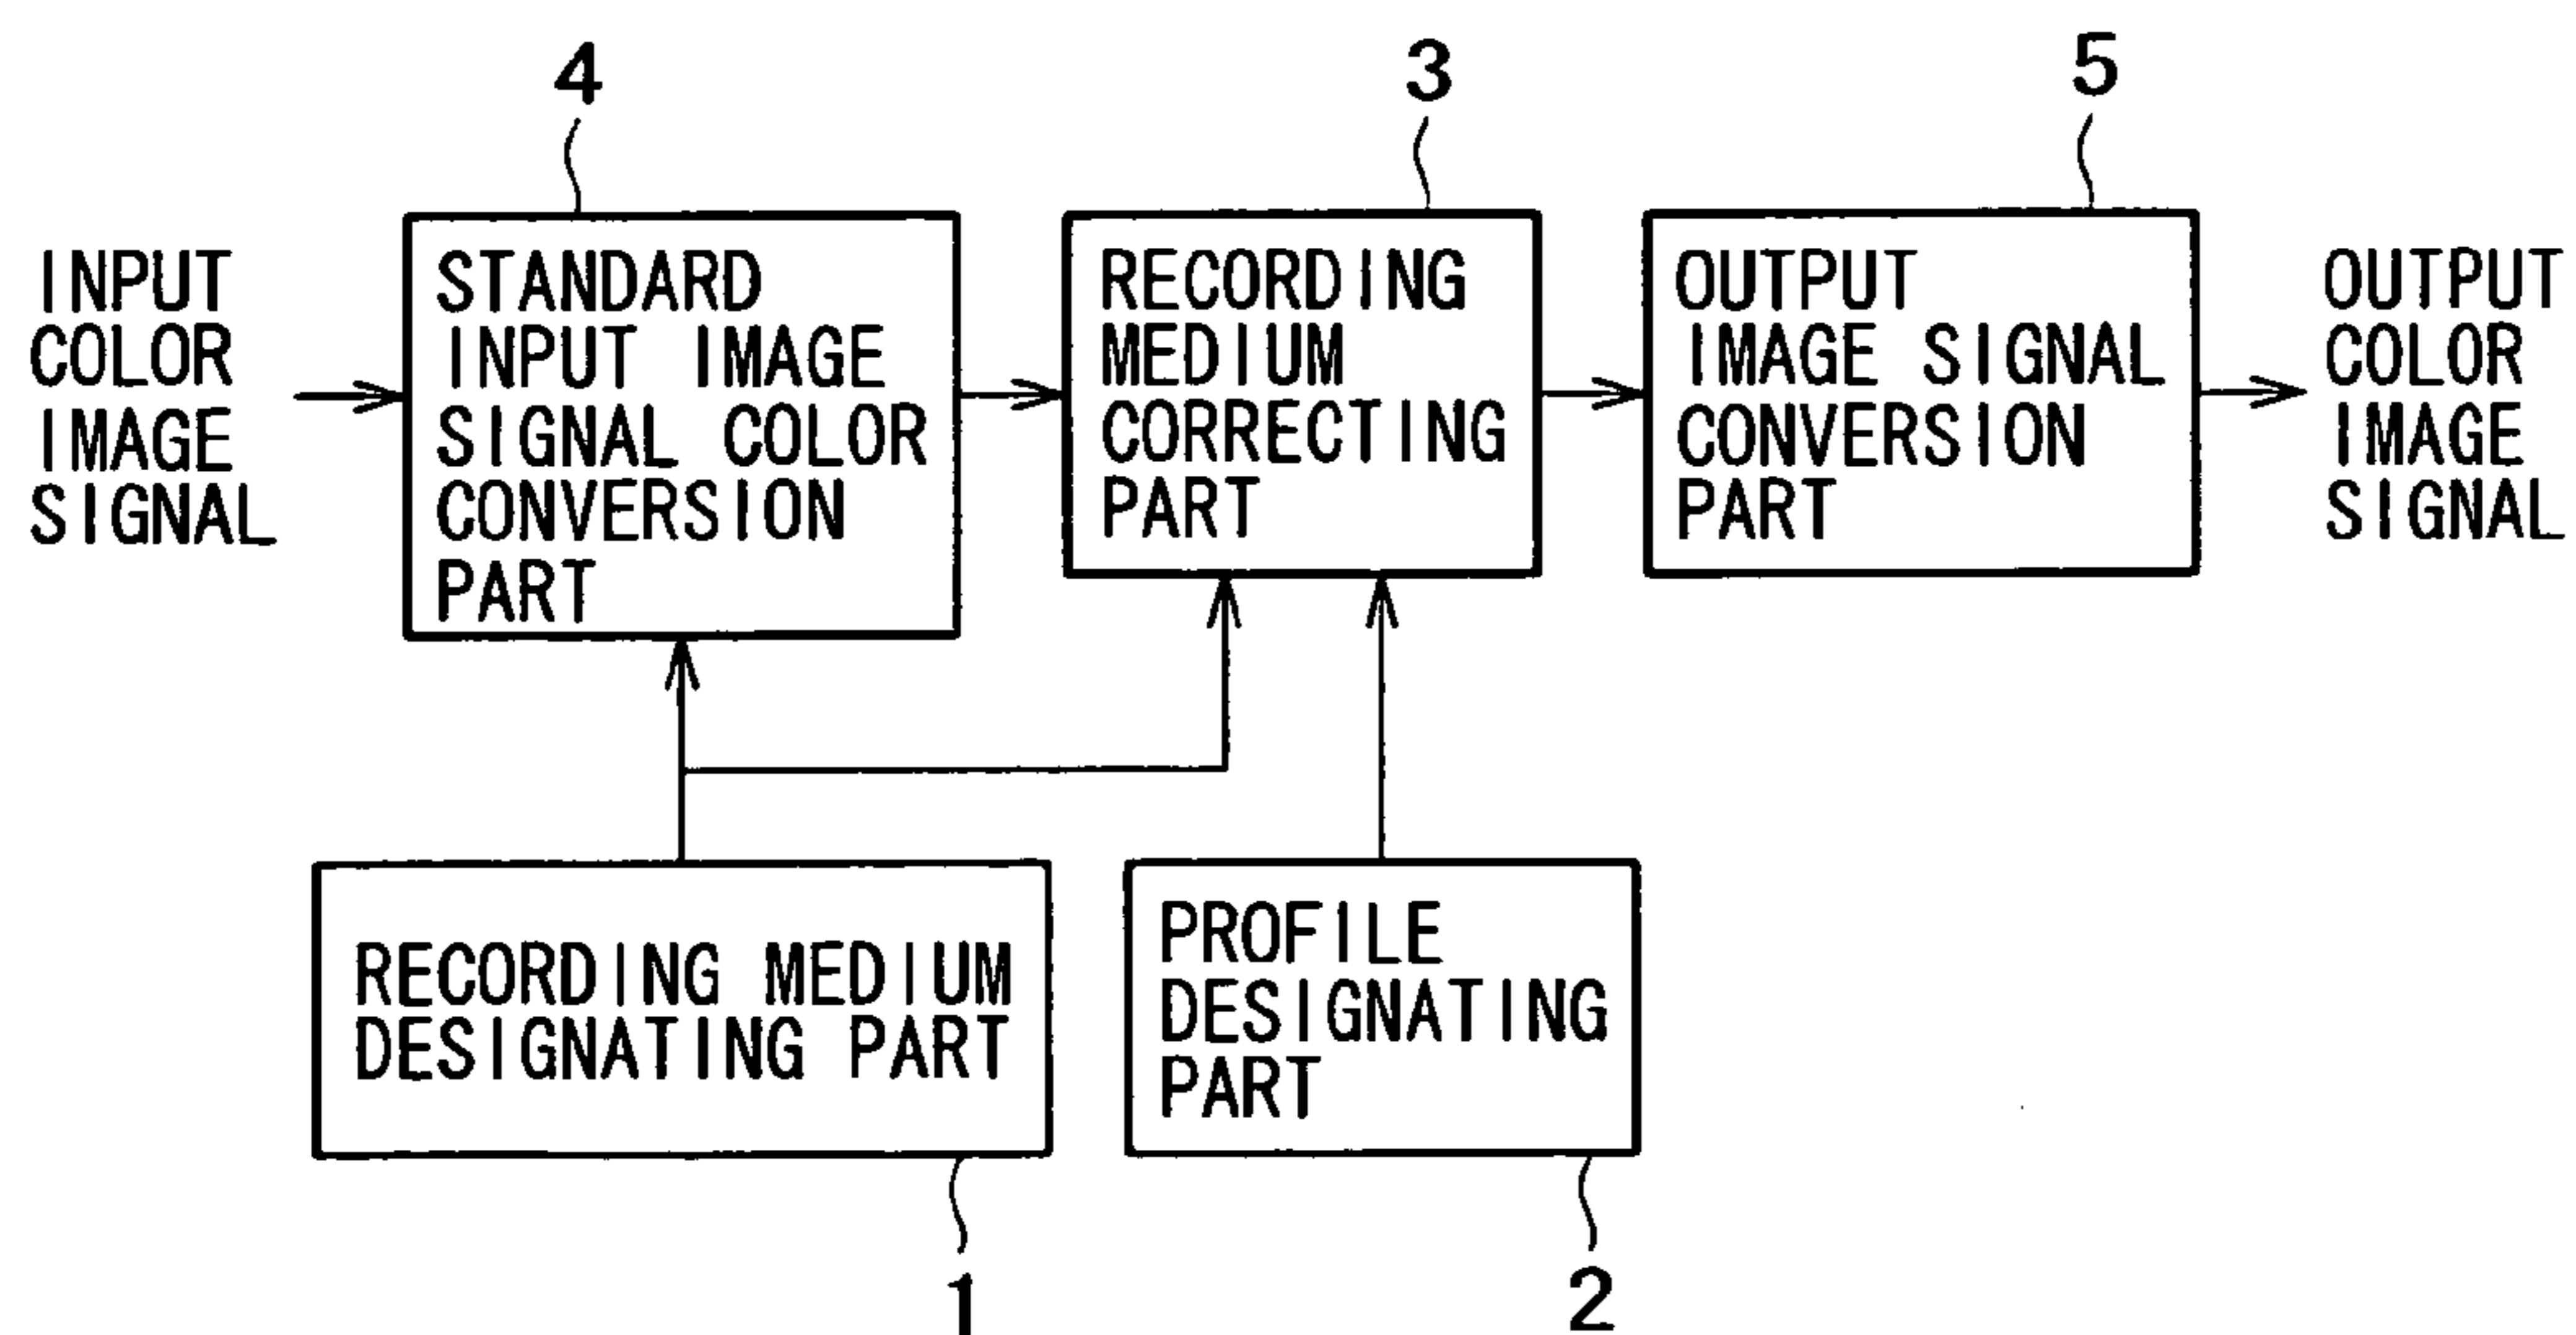 4
3
5
INPUT
COLOR
IMAGE
SIGNAL
STANDARD
INPUT IMAGE
SIGNAL COLOR
CONVERSION
PART
RECORDING
MEDIUM
CORRECTING
PART
OUTPUT
IMAGE SIGNAL
CONVERSION
PART
OUTPUT
COLOR
IMAGE
SIGNAL
RECORDING MEDIUM
DESIGNATING PART
PROFILE
DESIGNATING
PART
1
2